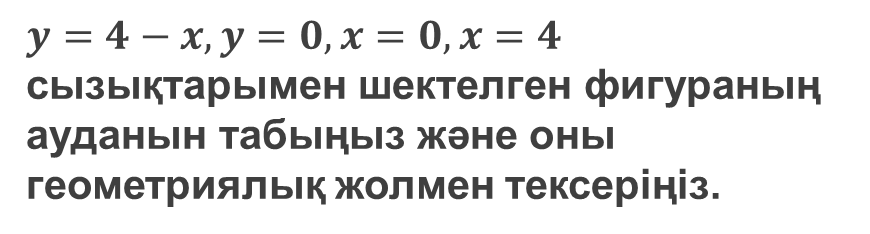 y = 4 − x, y = 0, x = 0, x = 4
сызықтарымен шектелген фигураның
ауданын табыңыз және оны
геометриялық жолмен тексеріңіз.